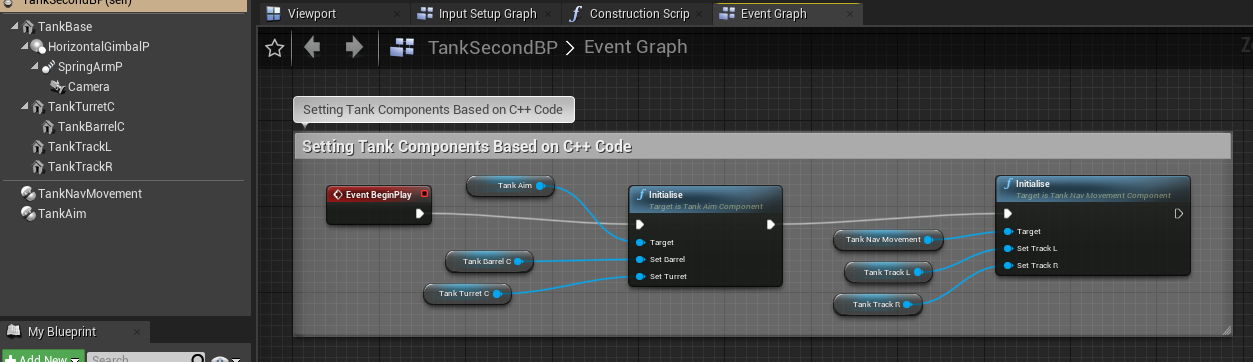 TankSecondBP(self)
TankBase
HorizontalGimbalP
SpringArmP
Camera
TankTurretC
TankBarrelC
TankTrackL
TankTrackR
TankNavMovement
TankAim
My Blueprint
Add New
Search
Viewport
Input Setup Graph
Construction Scrip
Event Graph
TankSecondBP > Event Graph
Setting Tank Components Based on C++ Code
Setting Tank Components Based on C++ Code
Event BeginPlay
Tank Aim
Tank Barrel C
Tank Turret C
Initialise
Target is Tank Aim Component
Target
Set Barrel
Set Turret
Tank Nav Movement
Tank Track L
Tank Track R
Initialise
Target is Tank Nav Movement Component
Target
Set Track L
Set Track R